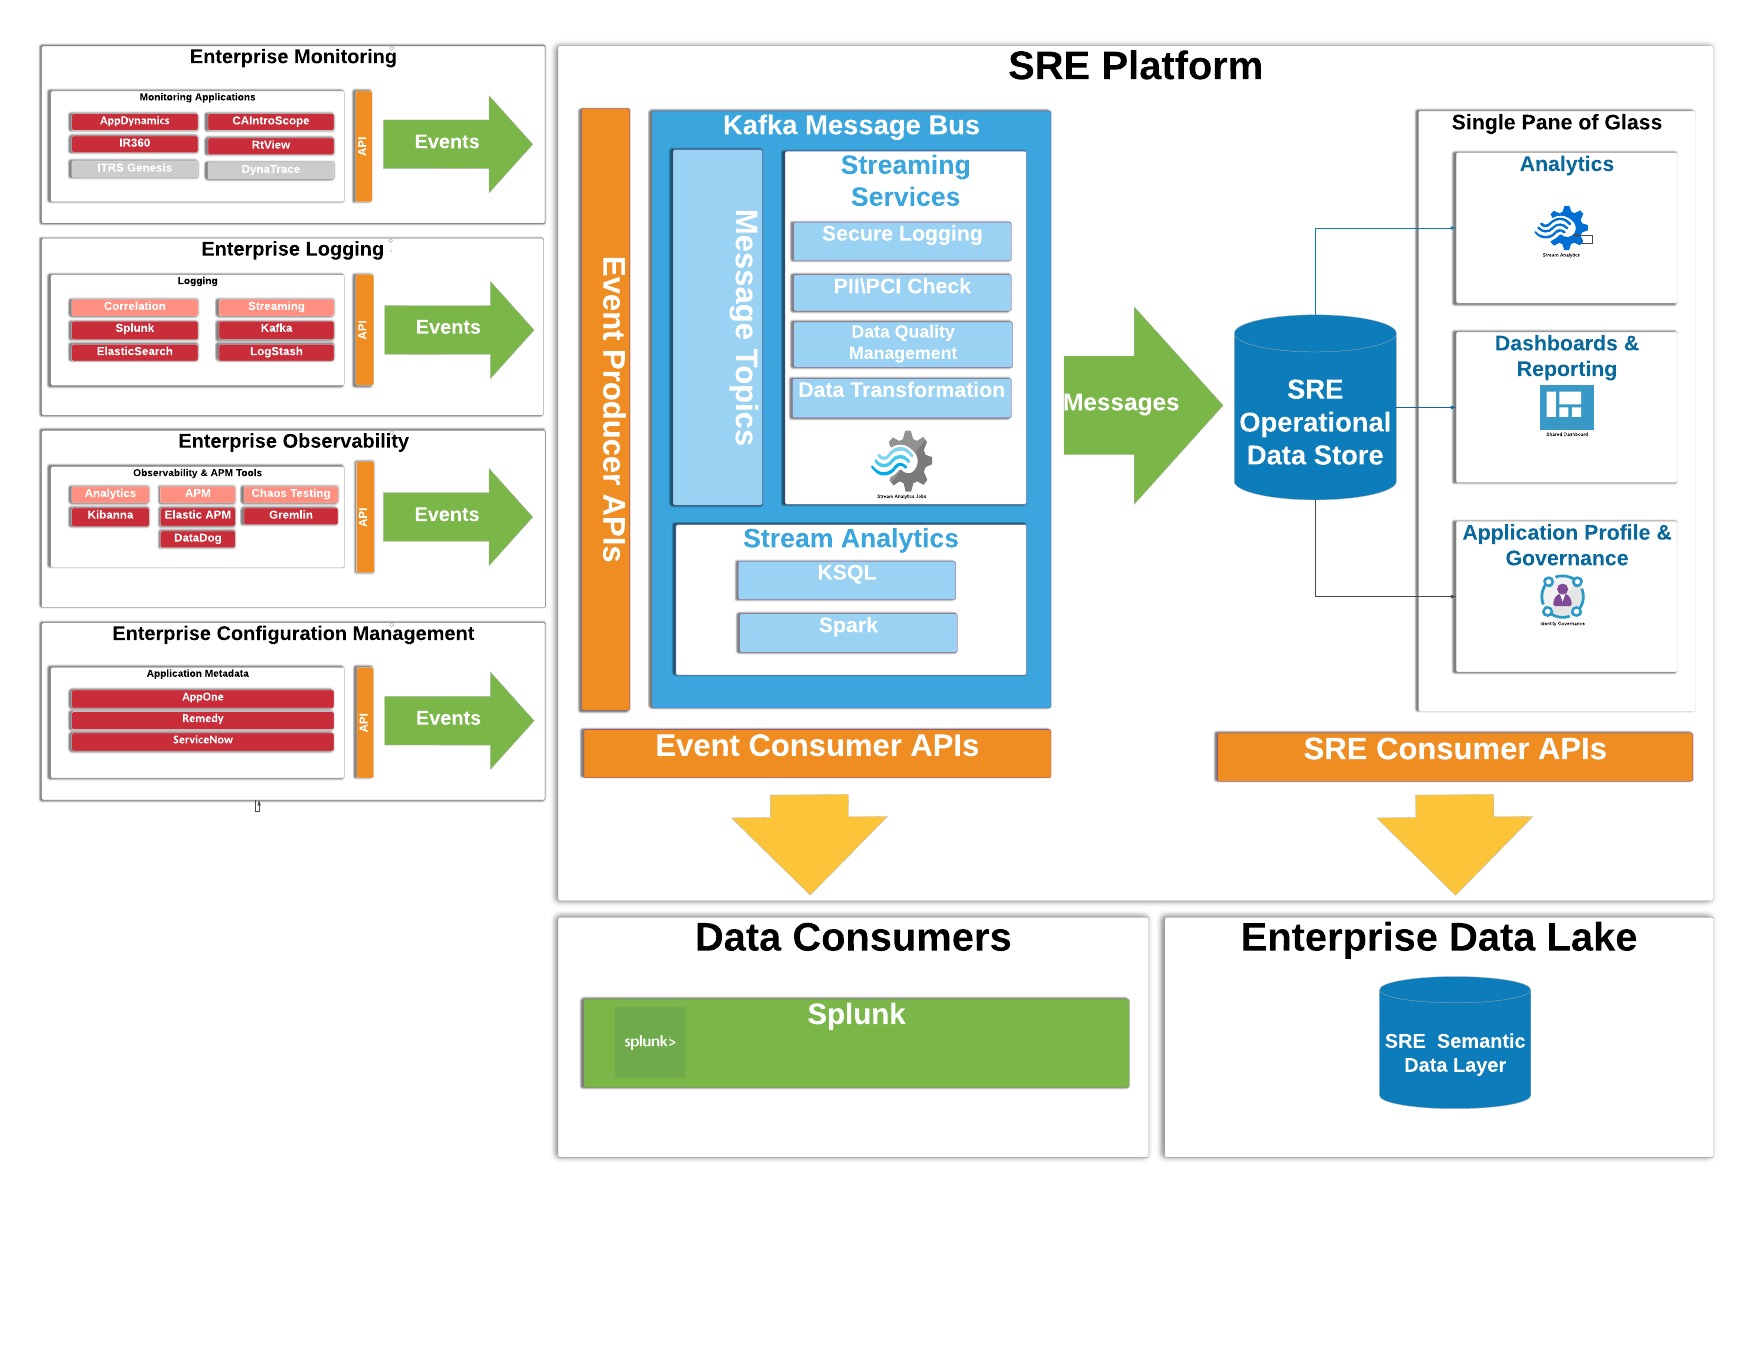 Enterprise Monitoring
Monitoring Applications
AppDynamics
CAIntroScope
IR360
RtView
ITRS Genesis
DynaTrace
API
Events
Enterprise Logging
Logging
Correlation
Streaming
Splunk
Kafka
ElasticSearch
LogStash
API
Events
Enterprise Observability
Observability & APM Tools
Analytics
APM
Chaos Testing
Kibanna
Elastic APM
Gremlin
DataDog
API
Events
Enterprise Configuration Management
Application Metadata
AppOne
Remedy
ServiceNow
API
Events
SRE Platform
Event Producer APIs
Kafka Message Bus
Message Topics
Streaming
Services
Secure Logging
PII\PCI Check
Data Quality
Management
Data Transformation
Stream Analytics Jobs
Stream Analytics
KSQL
Spark
Messages
SRE
Operational
Data Store
Single Pane of Glass
Analytics
Stream Analytics
Dashboards &
Reporting
Shared Dashboard
Application Profile &
Governance
Identity Governance
Event Consumer APIs
SRE Consumer APIs
Data Consumers
Splunk
splunk>
Enterprise Data Lake
SRE Semantic
Data Layer